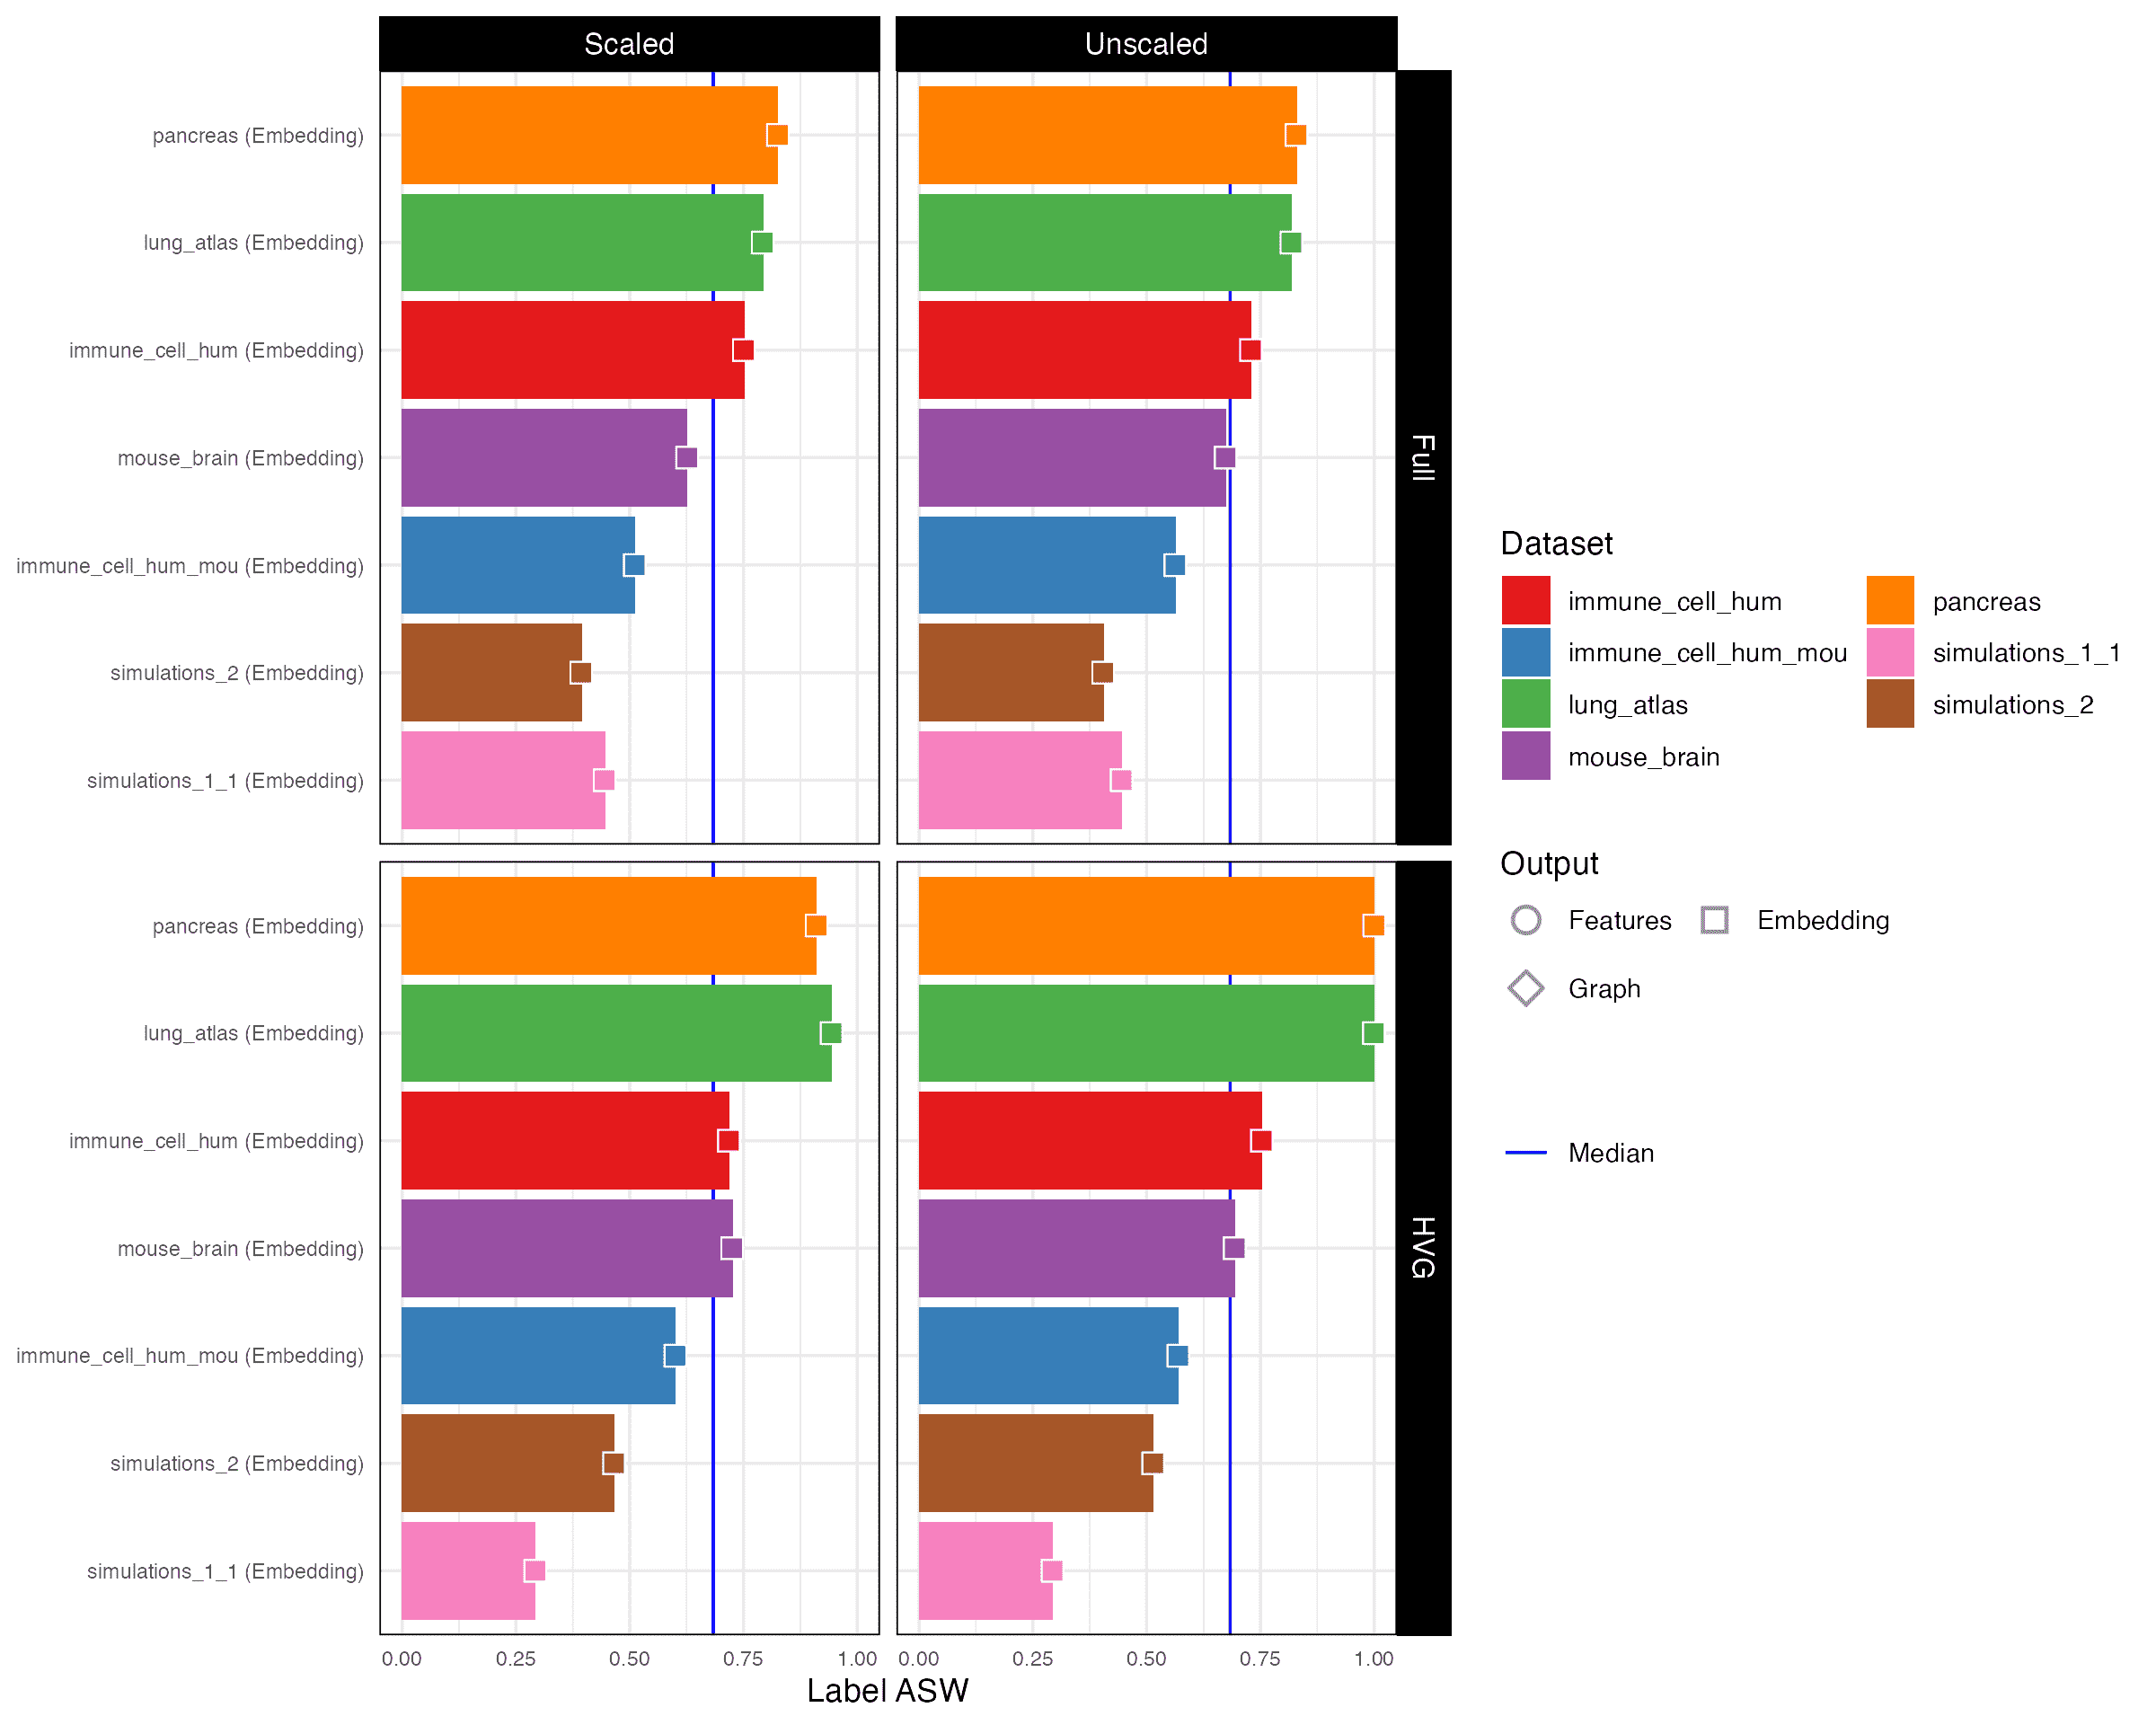 Scaled
Unscaled
pancreas (Embedding)
lung_atlas (Embedding)
immune_cell_hum (Embedding)
mouse_brain (Embedding)
immune_cell_hum_mou (Embedding)
simulations_2 (Embedding)
simulations_1_1 (Embedding)
Full
pancreas (Embedding)
lung_atlas (Embedding)
immune_cell_hum (Embedding)
mouse_brain (Embedding)
immune_cell_hum_mou (Embedding)
simulations_2 (Embedding)
simulations_1_1 (Embedding)
HVG
0.00 0.25 0.50 0.75 1.00 0.00 0.25 0.50 0.75 1.00
Label ASW
Dataset
immune_cell_hum
immune_cell_hum_mou
lung_atlas
mouse_brain
pancreas
simulations_1_1
simulations_2
Output
Features
Embedding
Graph
Median